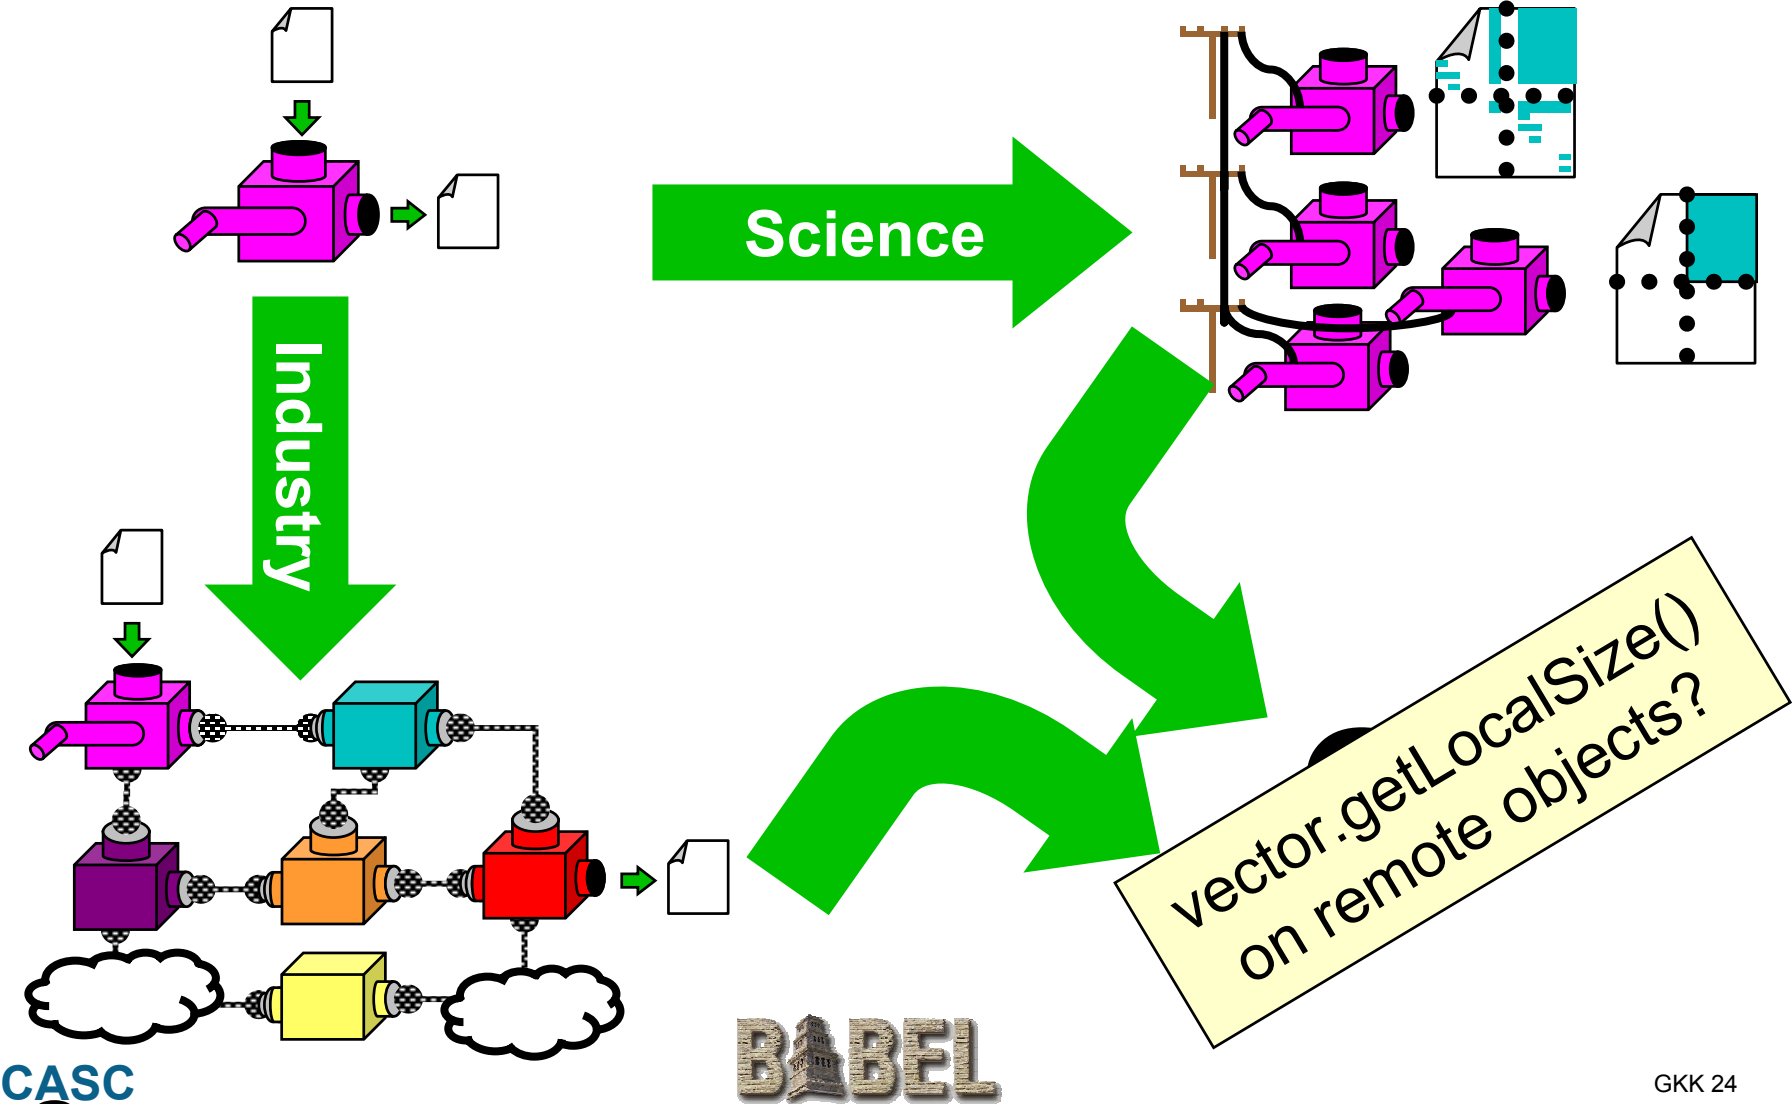 Science
Industry
vector.getLocalSize()
on remote objects?
BABEL
CASC
GKK 24